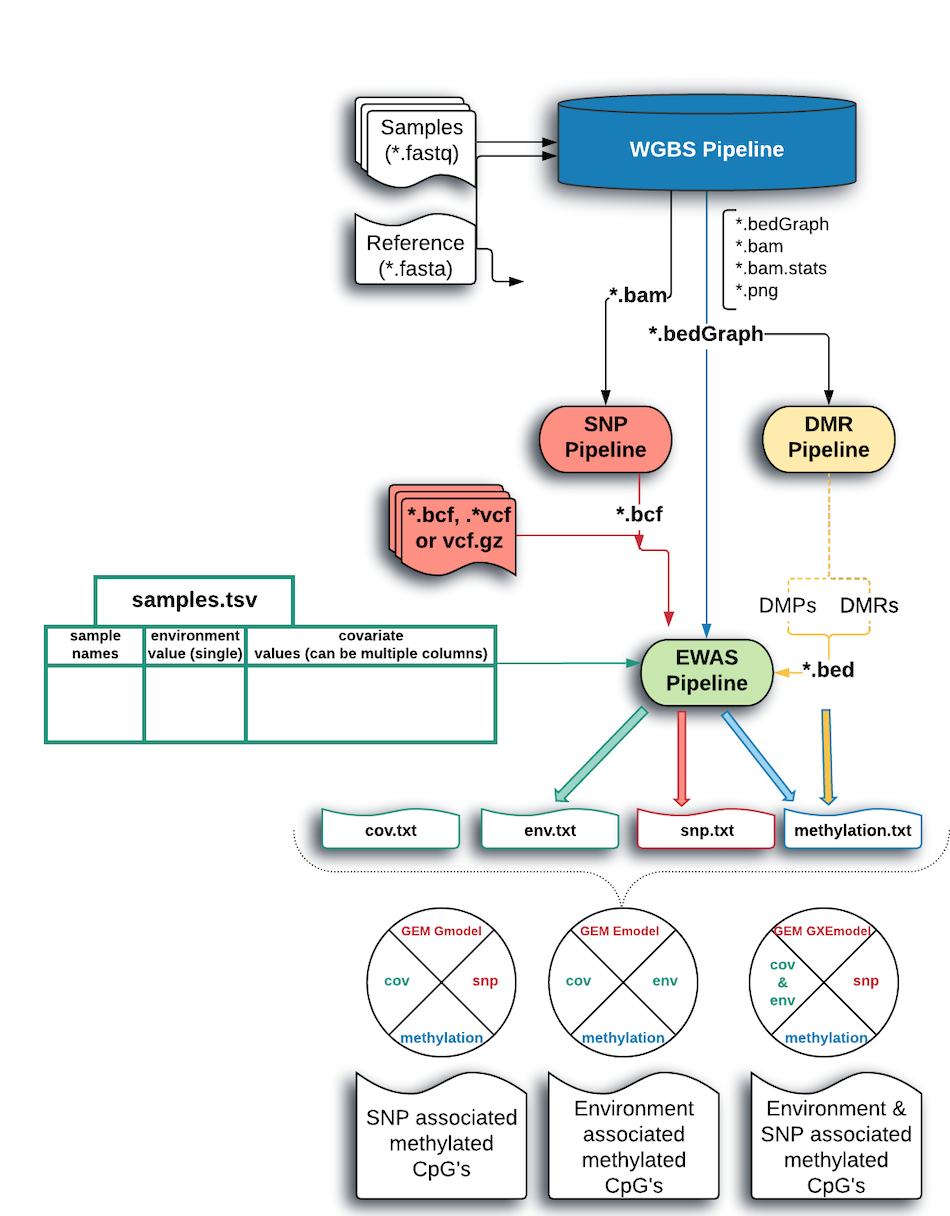 Samples
(*.fastq)
WGBS Pipeline
Reference
(*.fasta)
*.bedGraph
*.bam
*.bam.stats
*.png
*.bam
*.bedGraph
SNP
Pipeline
DMR
Pipeline
*.bcf, .*vcf
or vcf.gz
*.bcf
samples.tsv
sample
names
environment
value (single)
covariate
values (can be multiple columns)
DMPs
DMRs
EWAS
Pipeline
*.bed
cov.txt
env.txt
snp.txt
methylation.txt
GEM Gmodel
cov
snp
methylation
GEM Emodel
cov
env
methylation
GEM GXEmodel
cov
&
env
snp
methylation
SNP associated
methylated
CpG's
Environment
associated
methylated
CpG's
Environment &
SNP associated
methylated
CpG's